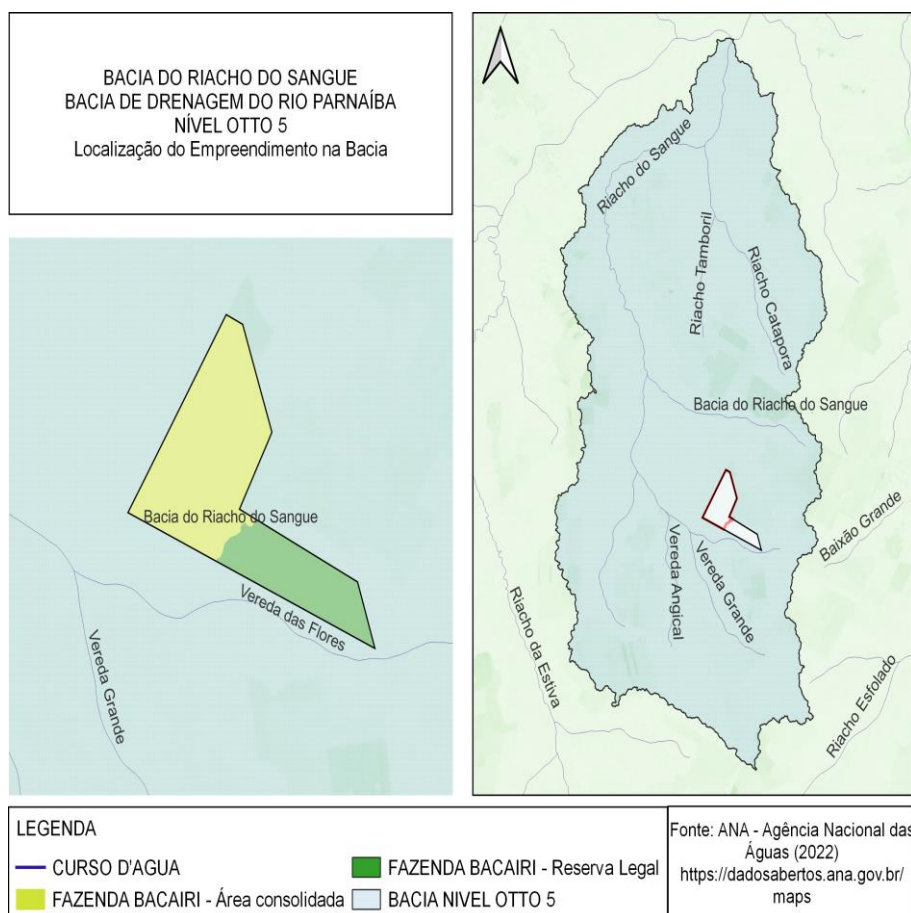 BACIA DO RIACHO DO SANGUE
BACIA DE DRENAGEM DO RIO PARNAÍBA
NÍVEL OTTO 5
Localização do Empreendimento na Bacia
Bacia do Riacho do Sangue
Vereda das Flores
Vereda Grande
Riacho do Sangue
Riacho Tamboril
Riacho Catapora
Bacia do Riacho do Sangue
Baixão Grande
Vereda Angical
Vereda Grande
Riacho da Estiva
Riacho Esfolado
LEGENDA
CURSO D'AGUA
FAZENDA BACAIRI - Reserva Legal
FAZENDA BACAIRI - Área consolidada
BACIA NIVEL OTTO 5
Fonte: ANA - Agência Nacional das
Águas (2022)
https://dadosabertos.ana.gov.br/
maps